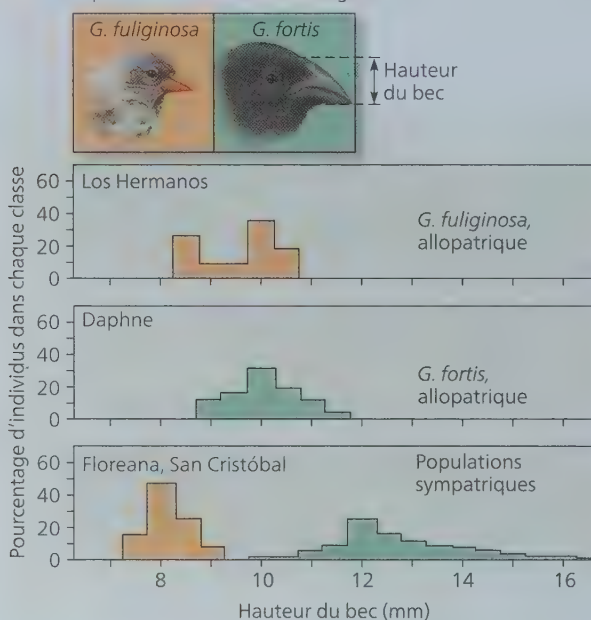 G. fuliginosa
G. fortis
Hauteur
du bec
Pourcentage d'individus dans chaque classe
60
40
20
0
Los Hermanos
G. fuliginosa,
allopatrique
60
40
20
0
Daphne
G. fortis,
allopatrique
60
40
20
0
Floreana, San Cristóbal
Populations
sympatriques
8
10
12
14
16
Hauteur du bec (mm)